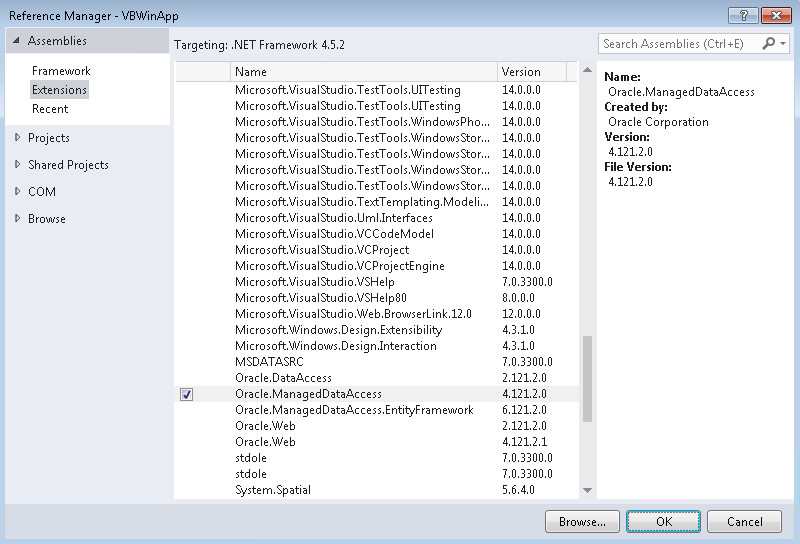 Reference Manager - VBWinApp
Assemblies
Framework
Extensions
Recent
Projects
Shared Projects
COM
Browse
Targeting: .NET Framework 4.5.2
Search Assemblies (Ctrl+E)
Name Version
Microsoft.VisualStudio.TestTools.UITesting 14.0.0.0
Microsoft.VisualStudio.TestTools.UITesting 14.0.0.0
Microsoft.VisualStudio.TestTools.WindowsPho... 14.0.0.0
Microsoft.VisualStudio.TestTools.WindowsStor... 14.0.0.0
Microsoft.VisualStudio.TestTools.WindowsStor... 14.0.0.0
Microsoft.VisualStudio.TestTools.WindowsStor... 14.0.0.0
Microsoft.VisualStudio.TestTools.WindowsStor... 14.0.0.0
Microsoft.VisualStudio.TextTemplating.Modeli... 14.0.0.0
Microsoft.VisualStudio.Uml.Interfaces 14.0.0.0
Microsoft.VisualStudio.VCCodeModel 14.0.0.0
Microsoft.VisualStudio.VCProject 14.0.0.0
Microsoft.VisualStudio.VCProjectEngine 14.0.0.0
Microsoft.VisualStudio.VSHelp 7.0.3300.0
Microsoft.VisualStudio.VSHelp80 8.0.0.0
Microsoft.VisualStudio.Web.BrowserLink.12.0 12.0.0.0
Microsoft.Windows.Design.Extensibility 4.3.1.0
Microsoft.Windows.Design.Interaction 4.3.1.0
MSDATASRC 7.0.3300.0
Oracle.DataAccess 2.121.2.0
Oracle.ManagedDataAccess 4.121.2.0
Oracle.ManagedDataAccess.EntityFramework 6.121.2.0
Oracle.Web 2.121.2.0
Oracle.Web 4.121.2.1
stdole 7.0.3300.0
stdole 7.0.3300.0
System.Spatial 5.6.4.0
Name:
Oracle.ManagedDataAccess
Created by:
Oracle Corporation
Version:
4.121.2.0
File Version:
4.121.2.0
Browse... OK Cancel